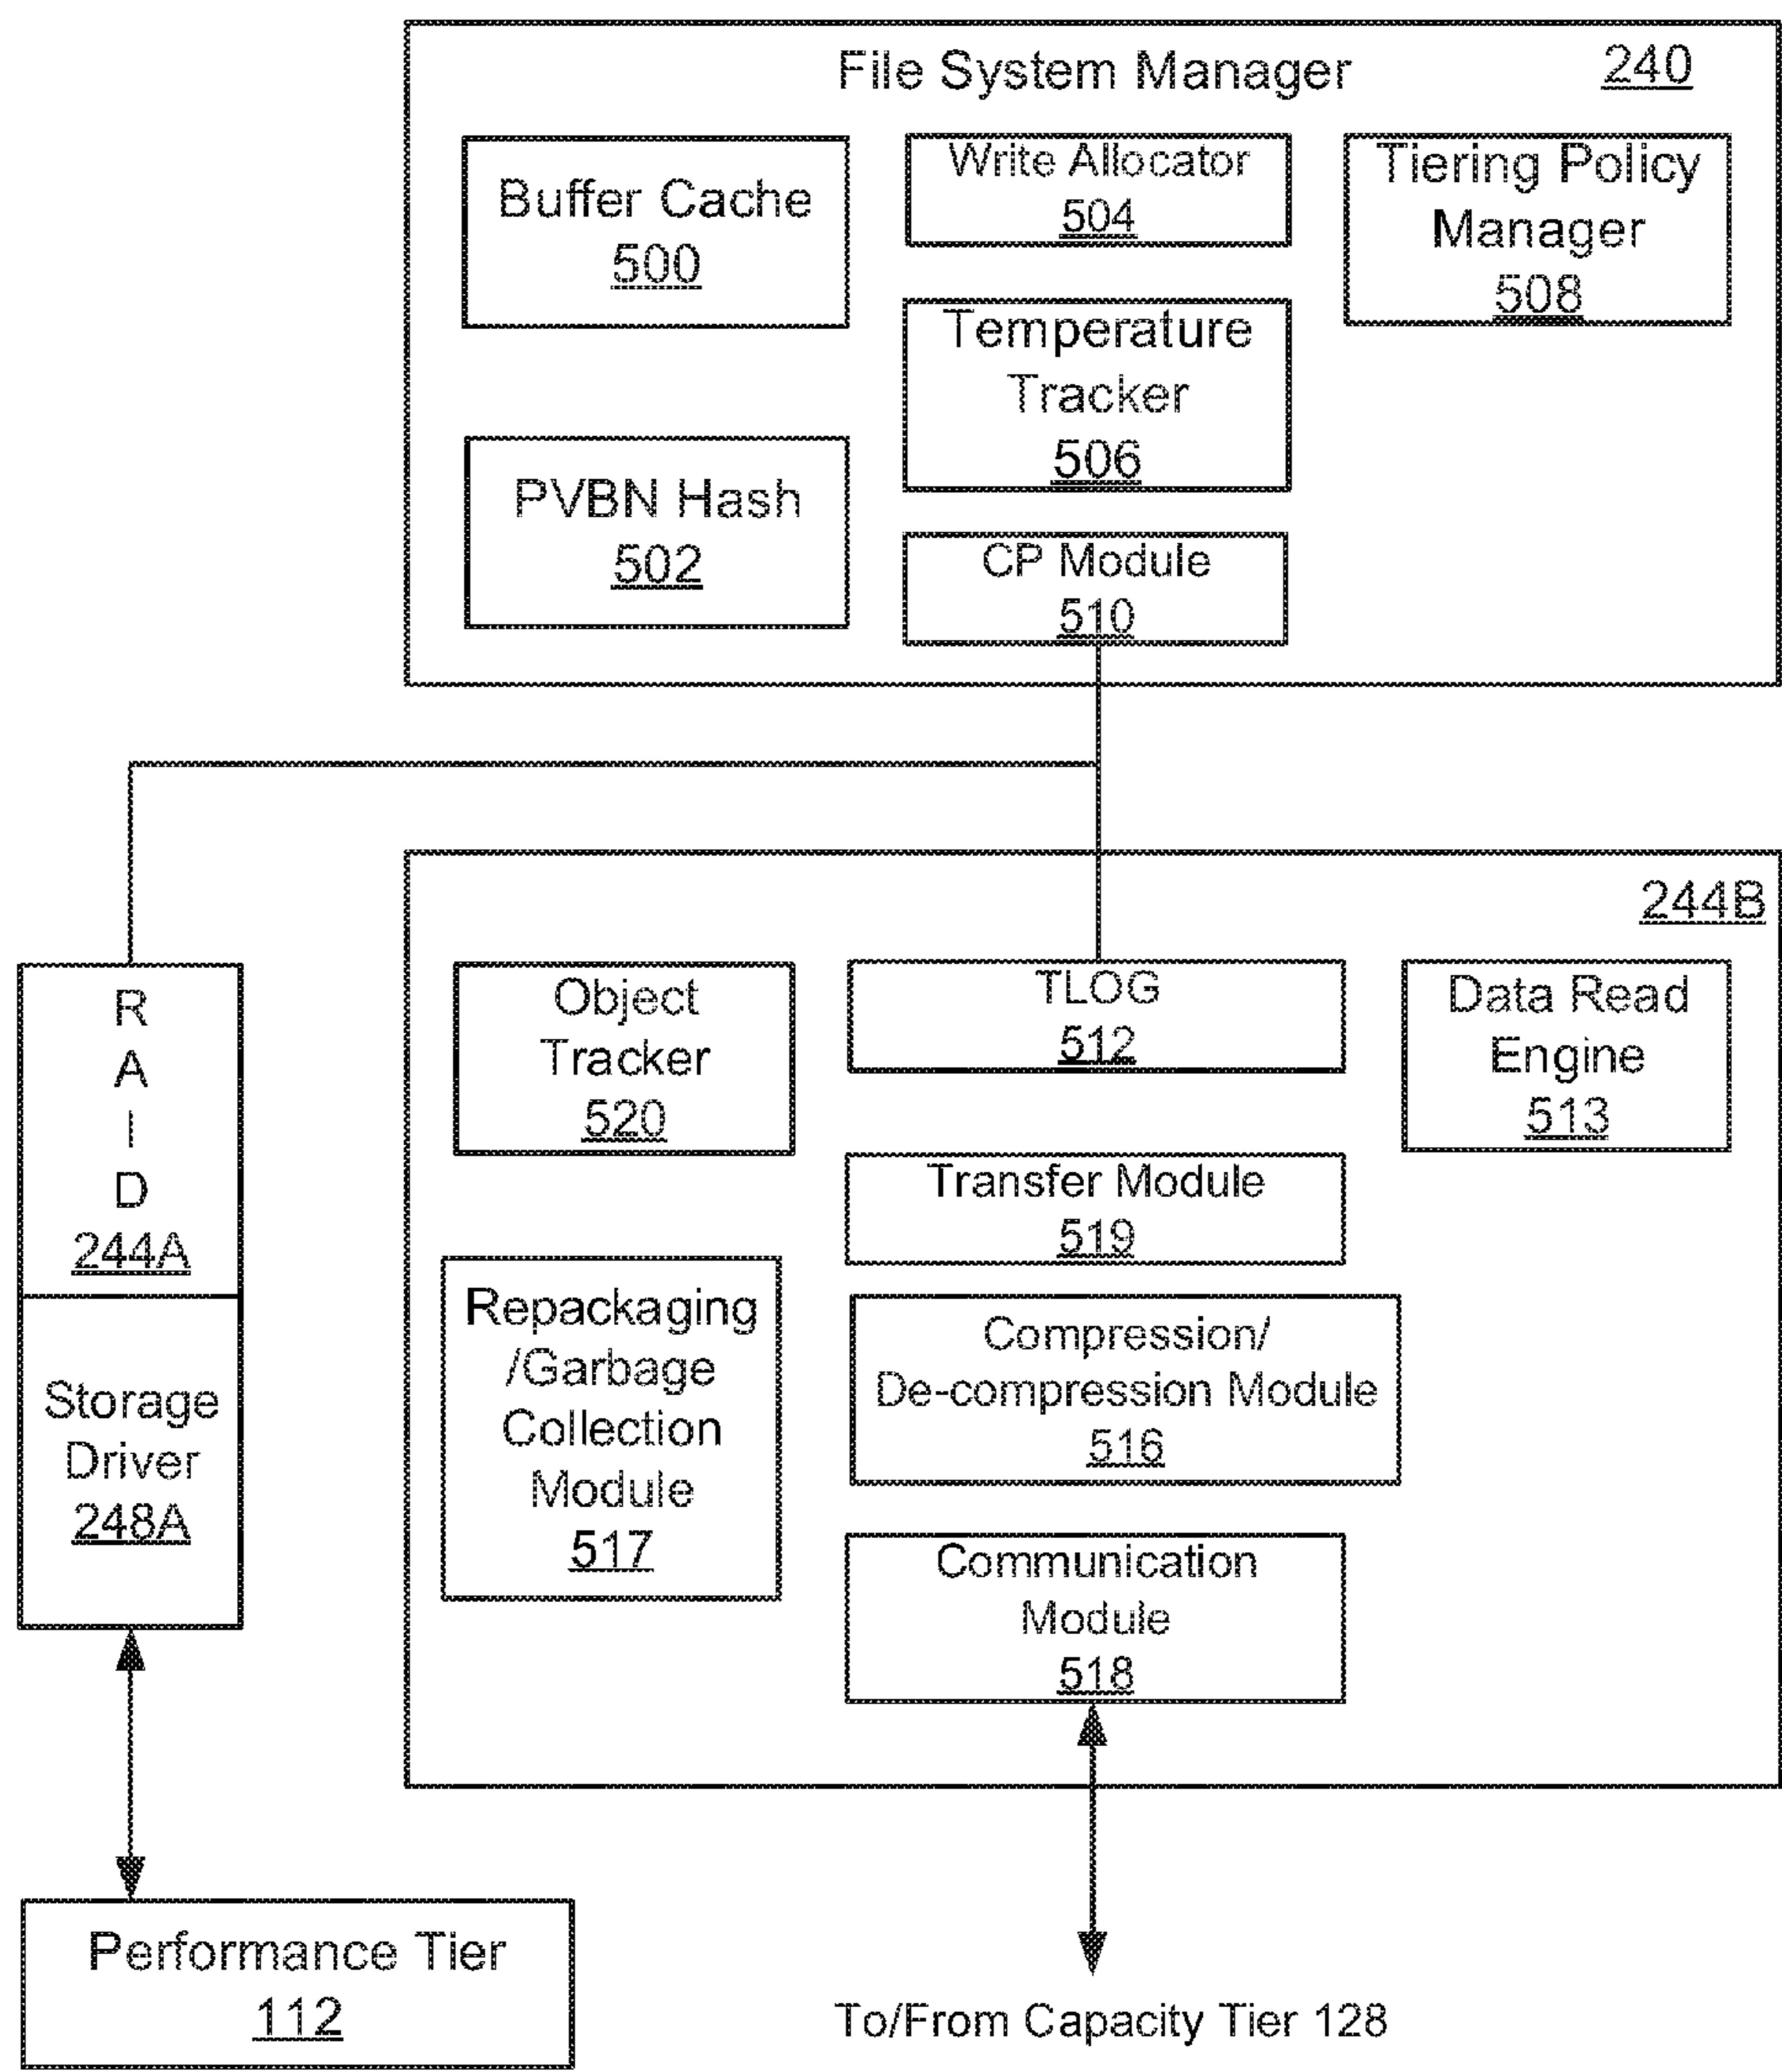 File System Manager
240
Buffer Cache
500
Write Allocator
504
Tiering Policy
Manager
508
Temperature
Tracker
506
PVBN Hash
502
CP Module
510
244B
R
A
I
D
244A
Storage
Driver
248A
Object
Tracker
520
TLOG
512
Data Read
Engine
513
Transfer Module
519
Repackaging
/Garbage
Collection
Module
517
Compression/
De-compression Module
516
Communication
Module
518
Performance Tier
112
To/From Capacity Tier 128